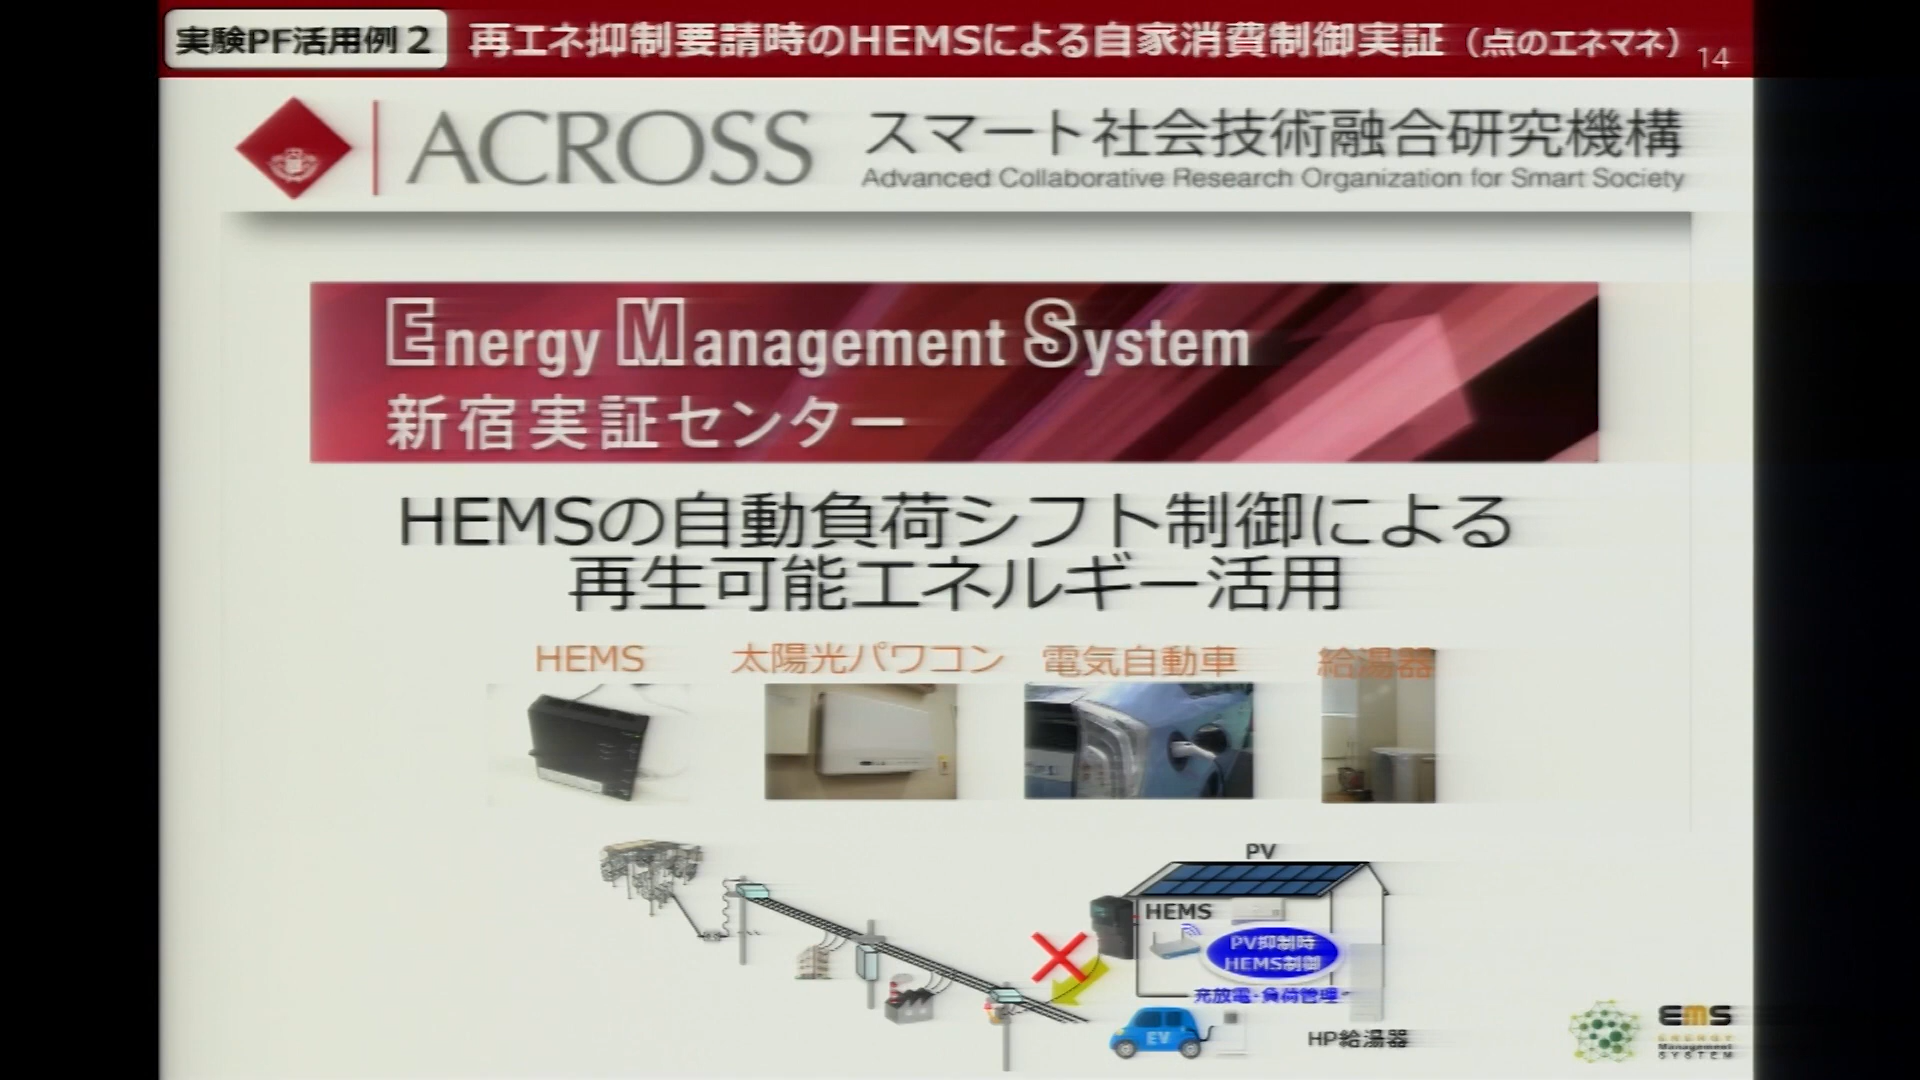 実験PF活用例2
再エネ抑制要請時のHEMSによる自家消費制御実証（点のエネマネ）
14
ACROSS
スマート社会技術融合研究機構
Advanced Collaborative Research Organization for Smart Society
Energy Management System
新宿実証センター
HEMSの自動負荷シフト制御による
再生可能エネルギー活用
HEMS
太陽光パワコン
電気自動車
給湯器
PV
HEMS
PV抑制時
HEMS制御
充放電・負荷管理
EV
HP給湯器
EMS
ENERGY
Management
SYSTEM